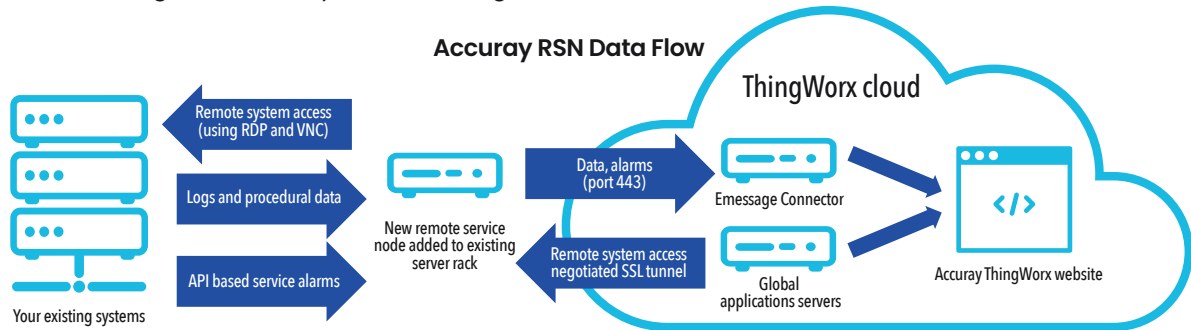 Accuray RSN Data Flow
ThingWorx cloud
Remote system access
(using RDP and VNC)
Logs and procedural data
API based service alarms
Your existing systems
New remote service
node added to existing
server rack
Data, alarms
(port 443)
Remote system access
negotiated SSL tunnel
Emessage Connector
Global
applications servers
</>
Accuray ThingWorx website